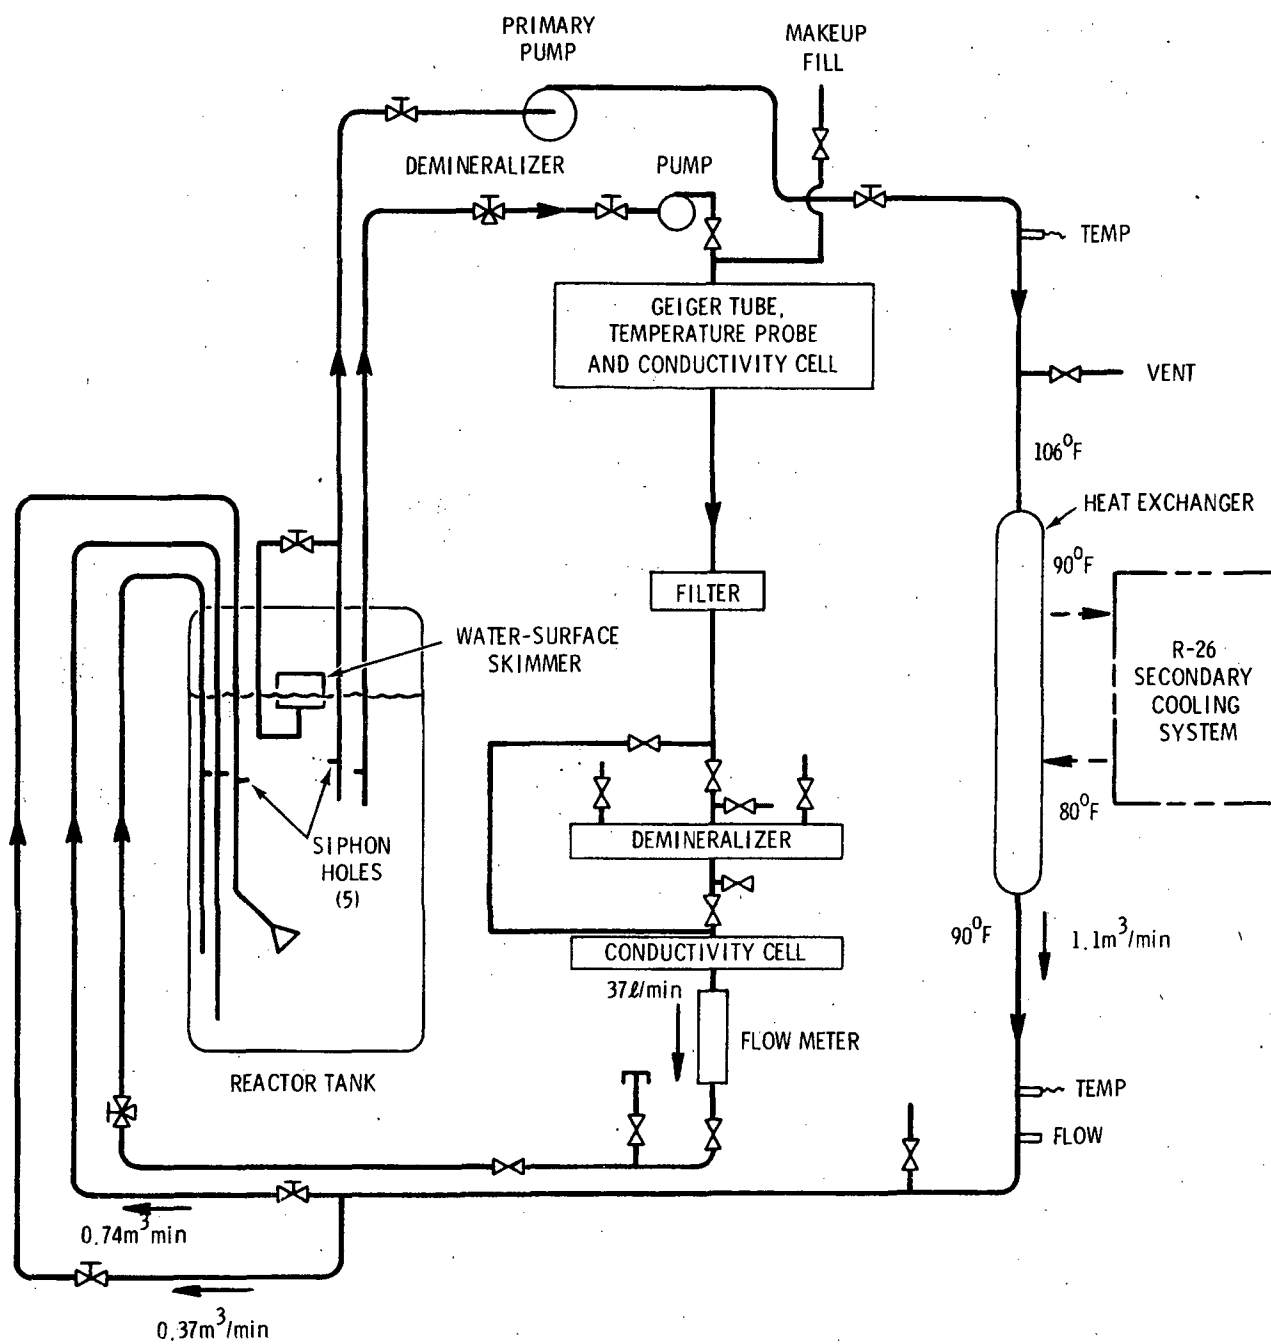 PRIMARY
PUMP
MAKEUP
FILL
DEMINERALIZER
PUMP
TEMP
GEIGER TUBE,
TEMPERATURE PROBE
AND CONDUCTIVITY CELL
VENT
106°F
HEAT EXCHANGER
90°F
FILTER
WATER-SURFACE
SKIMMER
R-26
SECONDARY
COOLING
SYSTEM
80°F
SIPHON
HOLES
(5)
DEMINERALIZER
90°F
1.1m³/min
CONDUCTIVITY CELL
37ℓ/min
FLOW METER
REACTOR TANK
TEMP
FLOW
0.74m³min
0.37m³/min